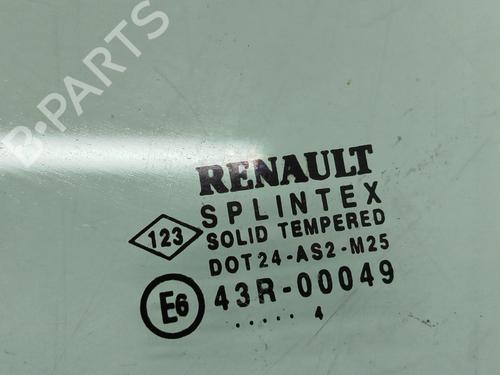 B-PARTS
RENAULT
SPLINTEX
123
SOLID TEMPERED
DOT24-AS2-M25
E6
43R-00049
..... 4